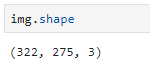 img.shape
(322, 275, 3)